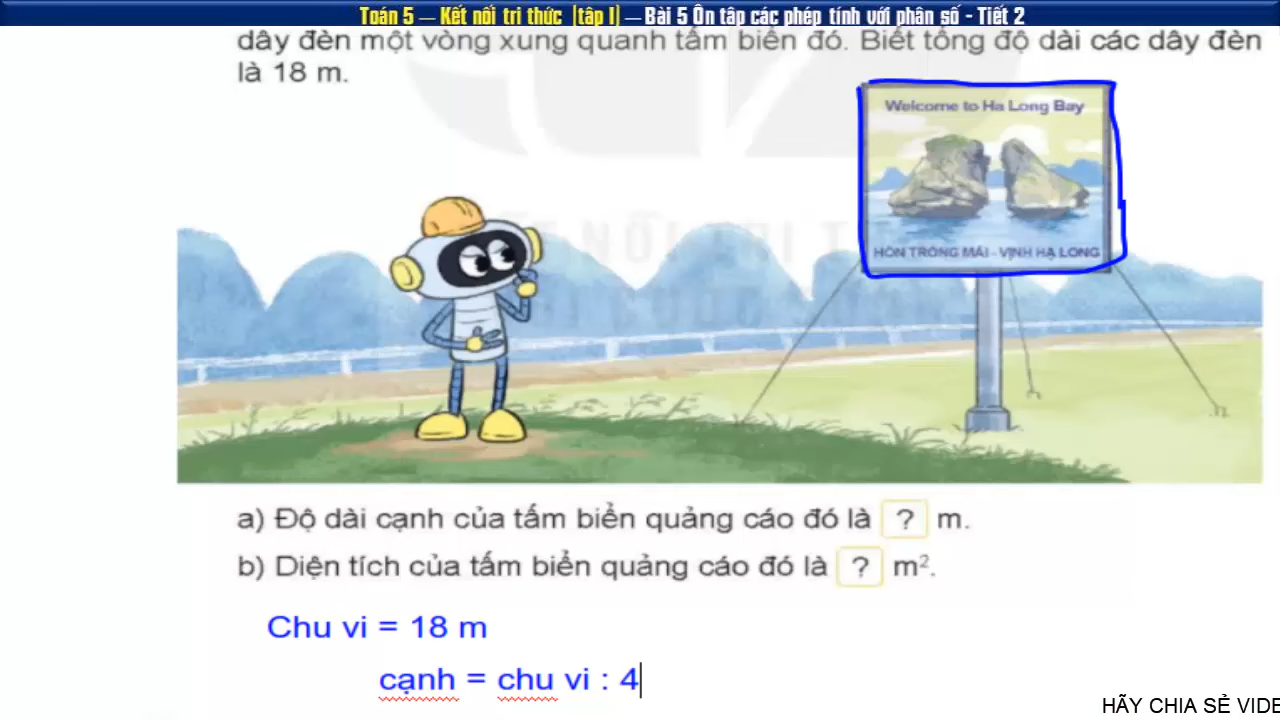 Toán 5 – Kết nối tri thức [tập 1] – Bài 5 Ôn tập các phép tính với phân số - Tiết 2
dây đèn một vòng xung quanh tấm biển đó. Biết tổng độ dài các dây đèn
là 18 m.
Welcome to Ha Long Bay
HÒN TRỐNG MÁI - VỊNH HẠ LONG
a) Độ dài cạnh của tấm biển quảng cáo đó là ? m.
b) Diện tích của tấm biển quảng cáo đó là ? m².
Chu vi = 18 m
cạnh = chu vi : 4
HÃY CHIA SẺ VIDE